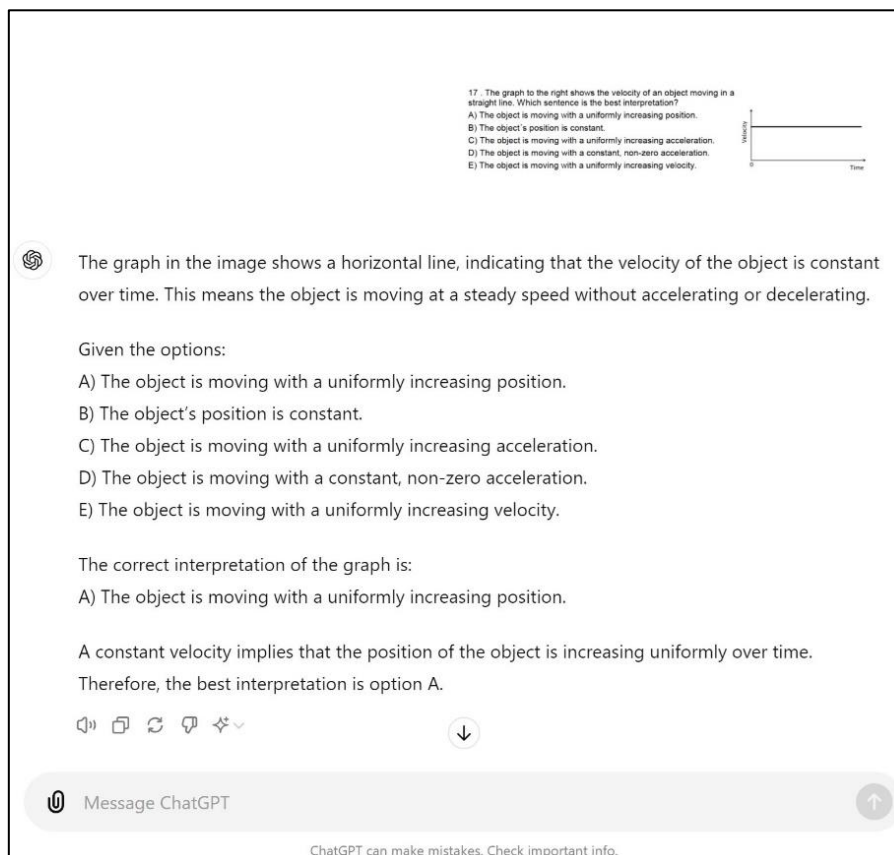 17 . The graph to the right shows the velocity of an object moving in a
straight line. Which sentence is the best interpretation?
A) The object is moving with a uniformly increasing position.
B) The object's position is constant.
C) The object is moving with a uniformly increasing acceleration.
D) The object is moving with a constant, non-zero acceleration.
E) The object is moving with a uniformly increasing velocity.
Velocity
0
Time
The graph in the image shows a horizontal line, indicating that the velocity of the object is constant
over time. This means the object is moving at a steady speed without accelerating or decelerating.
Given the options:
A) The object is moving with a uniformly increasing position.
B) The object's position is constant.
C) The object is moving with a uniformly increasing acceleration.
D) The object is moving with a constant, non-zero acceleration.
E) The object is moving with a uniformly increasing velocity.
The correct interpretation of the graph is:
A) The object is moving with a uniformly increasing position.
A constant velocity implies that the position of the object is increasing uniformly over time.
Therefore, the best interpretation is option A.
Message ChatGPT
ChatGPT can make mistakes. Check important info.